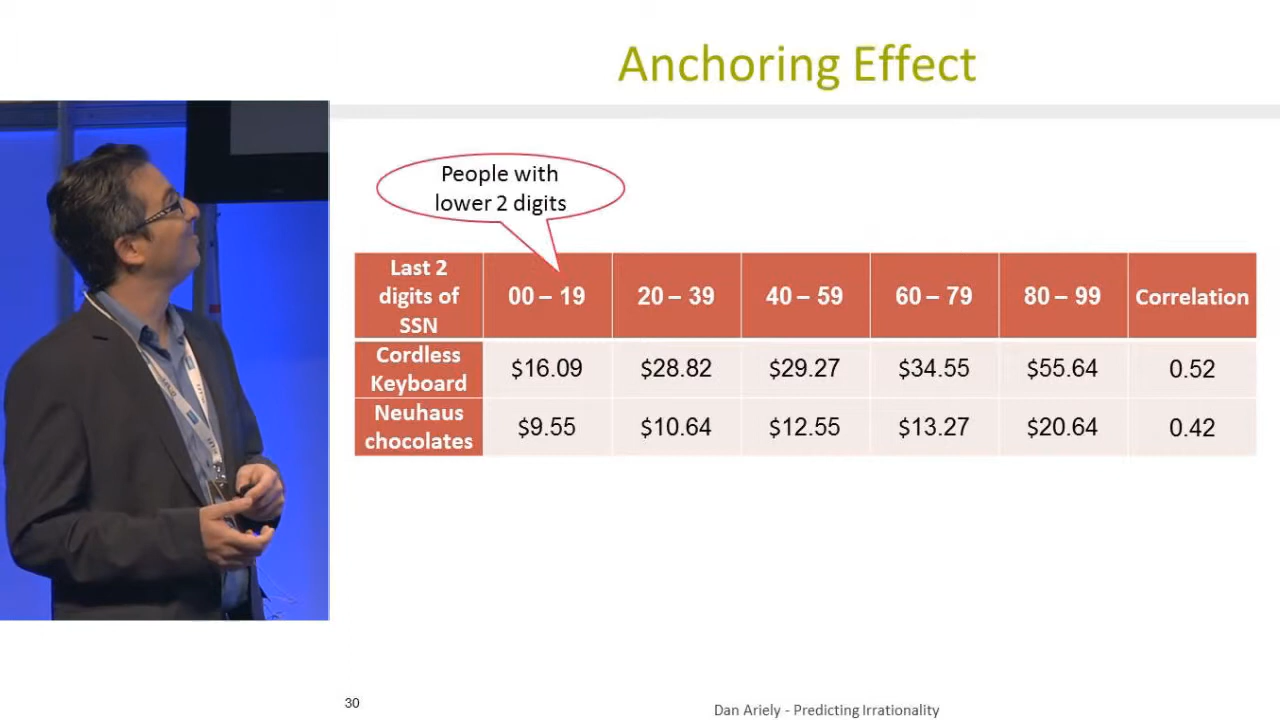 Anchoring Effect
People with
lower 2 digits
Last 2
digits of
SSN
00 – 19
20 – 39
40 – 59
60 – 79
80 – 99
Correlation
Cordless
Keyboard
$16.09
$28.82
$29.27
$34.55
$55.64
0.52
Neuhaus
chocolates
$9.55
$10.64
$12.55
$13.27
$20.64
0.42
30
Dan Ariely - Predicting Irrationality